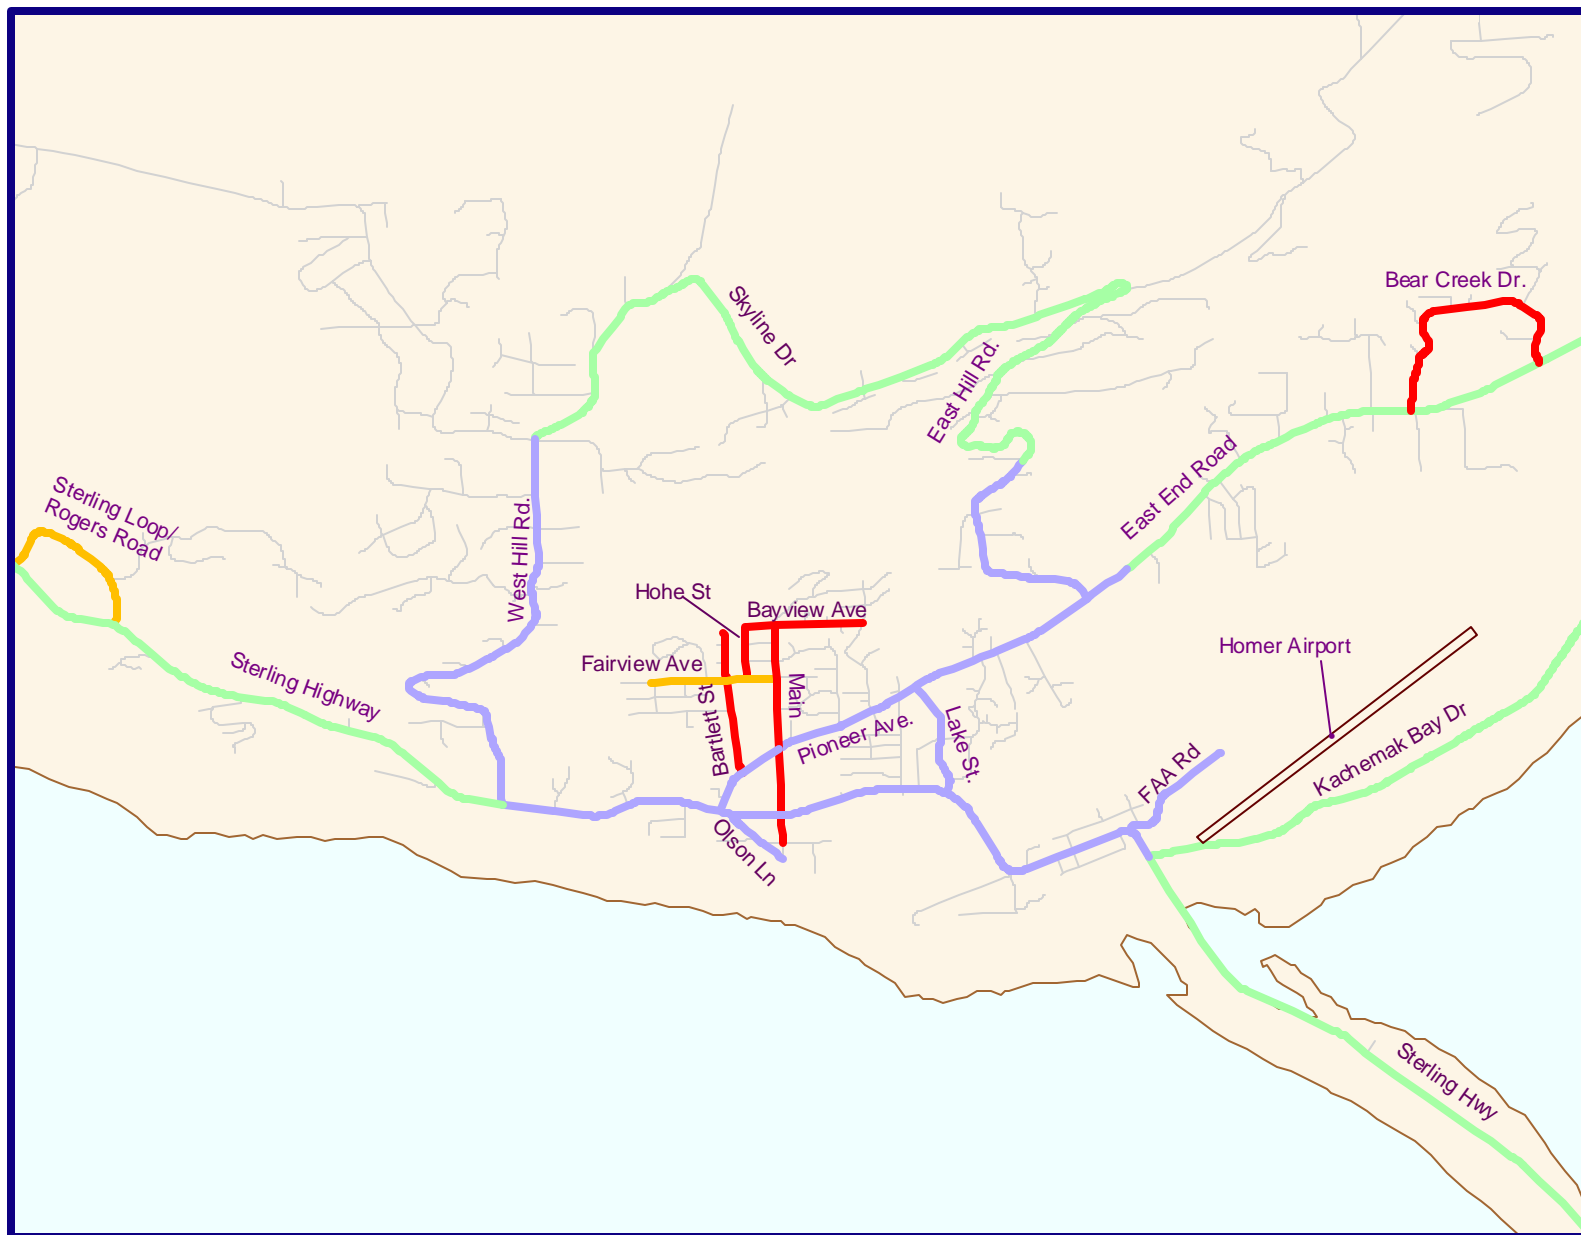 Bear Creek Dr.
Skyline Dr
East Hill Rd.
East End Road
Sterling Loop/
Rogers Road
West Hill Rd.
Hohe St
Bayview Ave
Homer Airport
Fairview Ave
Sterling Highway
Bartlett St
Main
Pioneer Ave.
Lake St.
Kachemak Bay Dr
FAA Rd
Olson Ln
Sterling Hwy